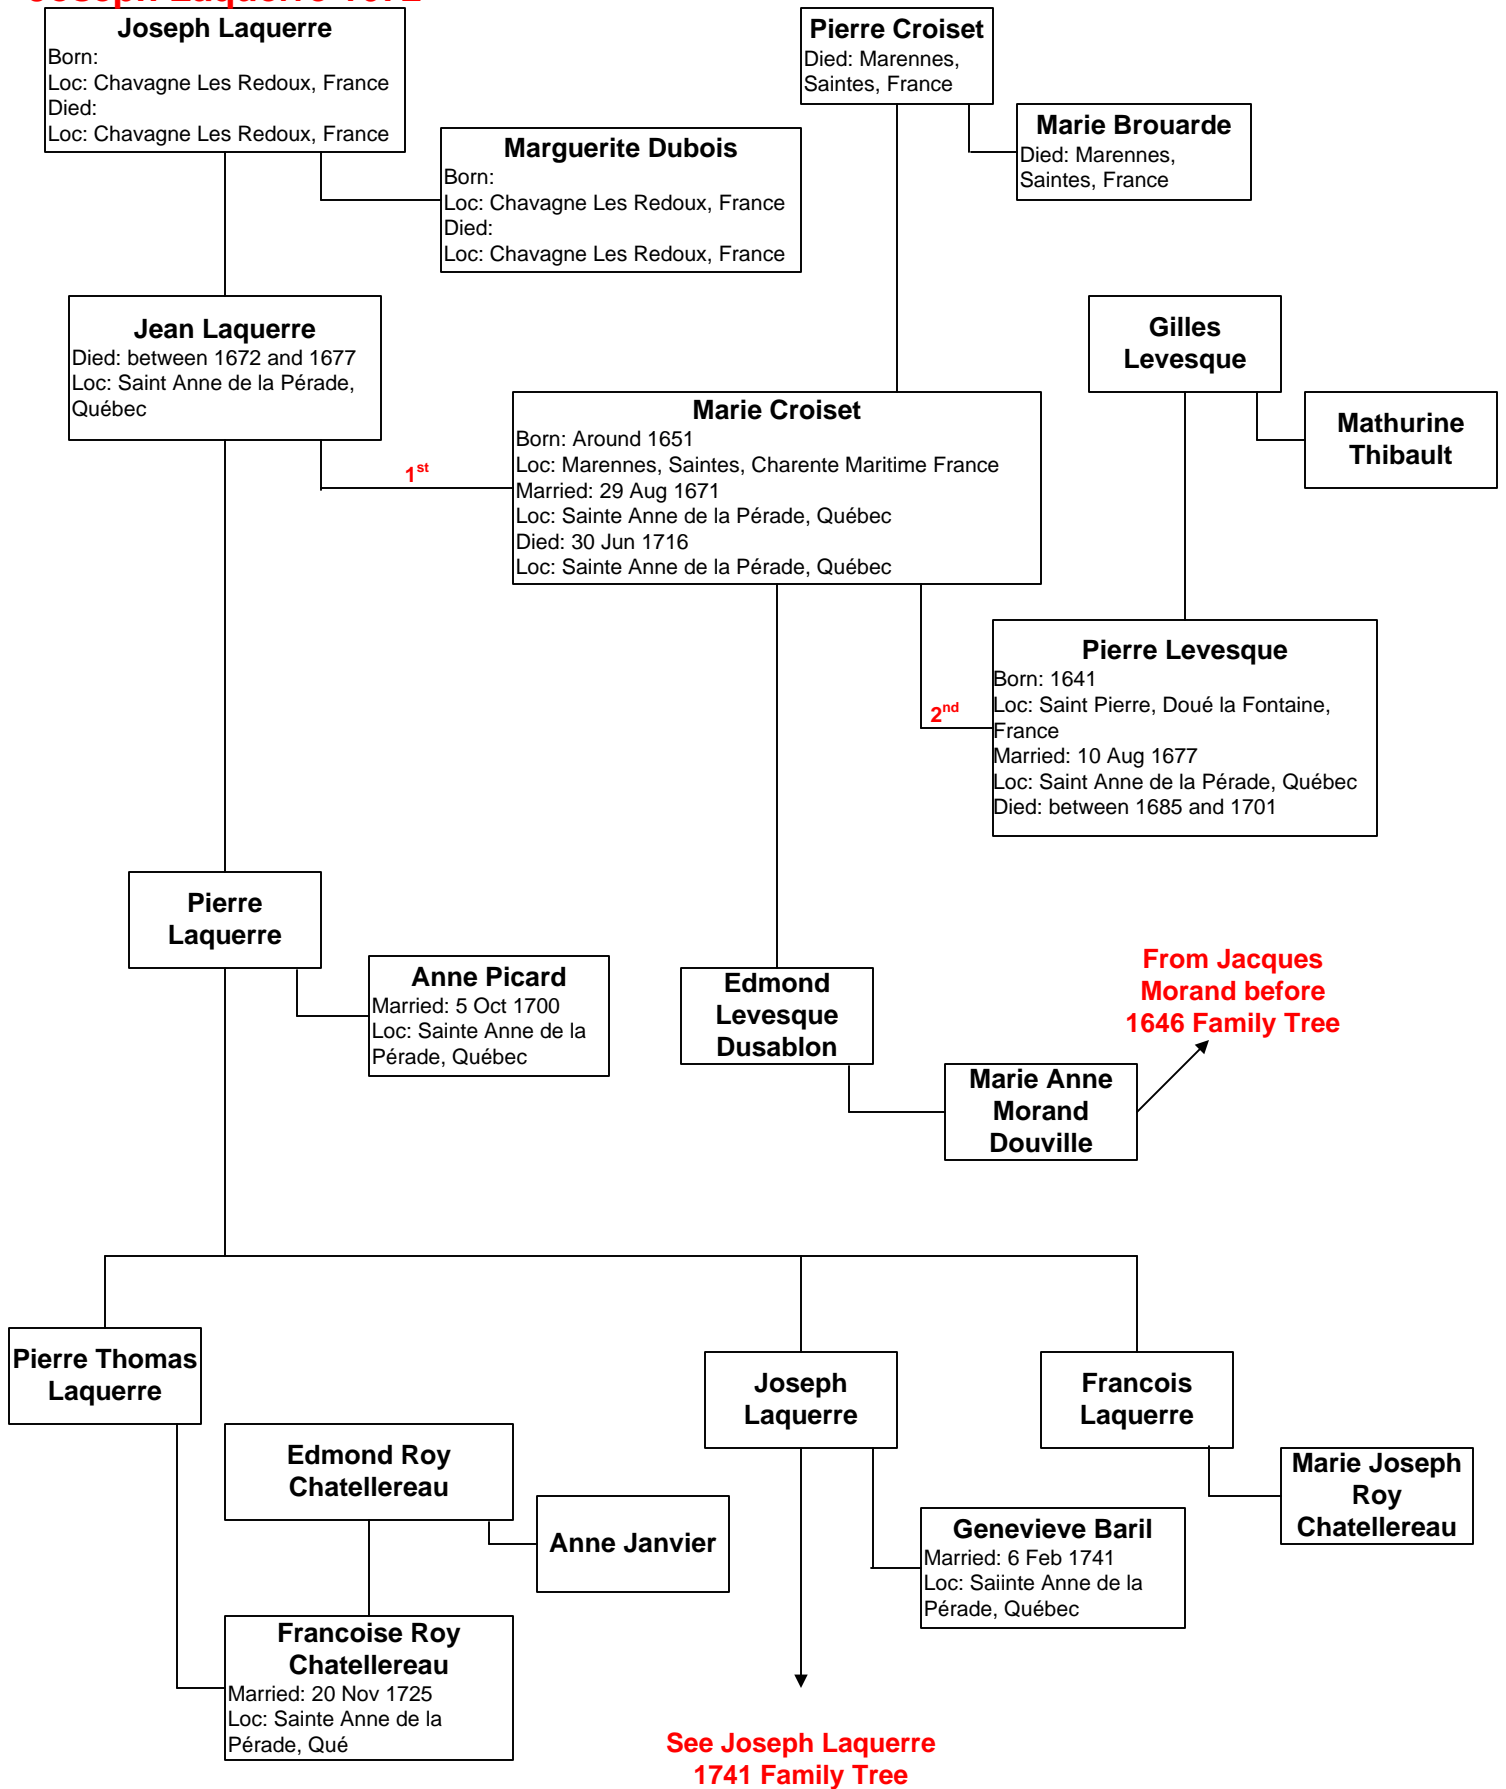 Joseph Laquerre
Born:
Loc: Chavagne Les Redoux, France
Died:
Loc: Chavagne Les Redoux, France
Pierre Croiset
Died: Marennes,
Saintes, France
Marie Brouarde
Died: Marennes,
Saintes, France
Marguerite Dubois
Born:
Loc: Chavagne Les Redoux, France
Died:
Loc: Chavagne Les Redoux, France
Jean Laquerre
Died: between 1672 and 1677
Loc: Saint Anne de la Pérade,
Québec
Gilles
Levesque
Mathurine
Thibault
1st
Marie Croiset
Born: Around 1651
Loc: Marennes, Saintes, Charente Maritime France
Married: 29 Aug 1671
Loc: Sainte Anne de la Pérade, Québec
Died: 30 Jun 1716
Loc: Sainte Anne de la Pérade, Québec
2nd
Pierre Levesque
Born: 1641
Loc: Saint Pierre, Doué la Fontaine,
France
Married: 10 Aug 1677
Loc: Saint Anne de la Pérade, Québec
Died: between 1685 and 1701
Pierre
Laquerre
Anne Picard
Married: 5 Oct 1700
Loc: Sainte Anne de la
Pérade, Québec
Edmond
Levesque
Dusablon
From Jacques
Morand before
1646 Family Tree
Marie Anne
Morand
Douville
Pierre Thomas
Laquerre
Joseph
Laquerre
Francois
Laquerre
Edmond Roy
Chatellereau
Anne Janvier
Marie Joseph
Roy
Chatellereau
Genevieve Baril
Married: 6 Feb 1741
Loc: Saiinte Anne de la
Pérade, Québec
Francoise Roy
Chatellereau
Married: 20 Nov 1725
Loc: Sainte Anne de la
Pérade, Qué
See Joseph Laquerre
1741 Family Tree